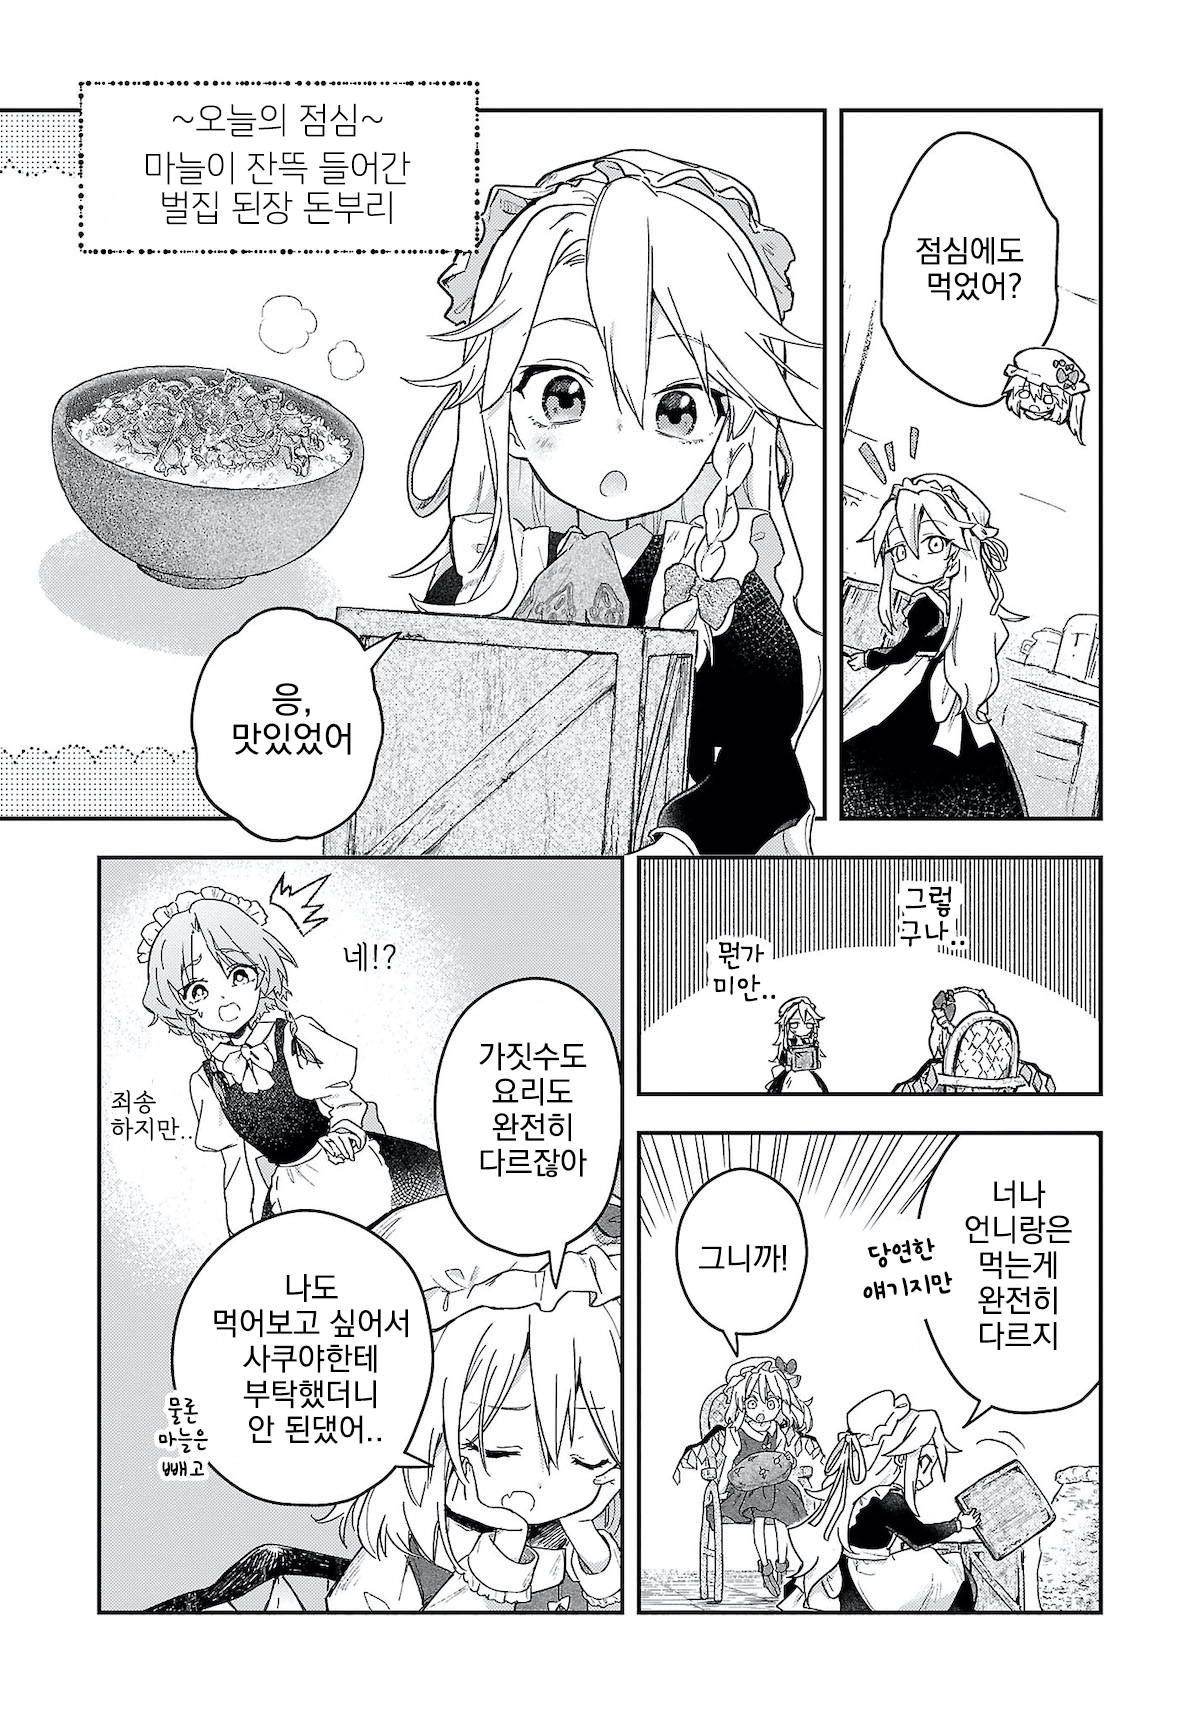 점심에도
먹었어?
~오늘의 점심~
마늘이 잔뜩 들어간
벌집 된장 돈부리
응,
맛있었어
그렇
구나..
뭔가
미안..
너나
언니랑은
먹는게
완전히
다르지
당연한
얘기지만
그니까!
가짓수도
요리도
완전히
다르잖아
네!?
죄송
하지만..
나도
먹어보고 싶어서
사쿠야한테
부탁했더니
안 된댔어..
물론
마늘은
빼고